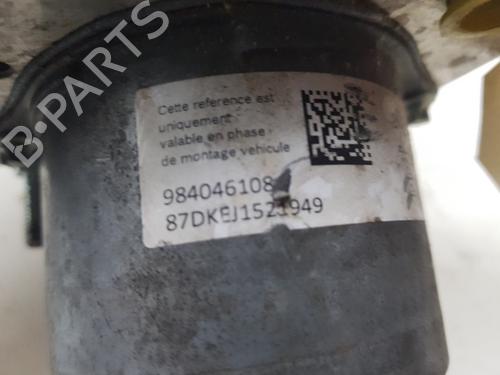 Cette reference est
uniquement
valable en phase
de montage vehicule
984046108
87DKEJ1521949
B-PARTS